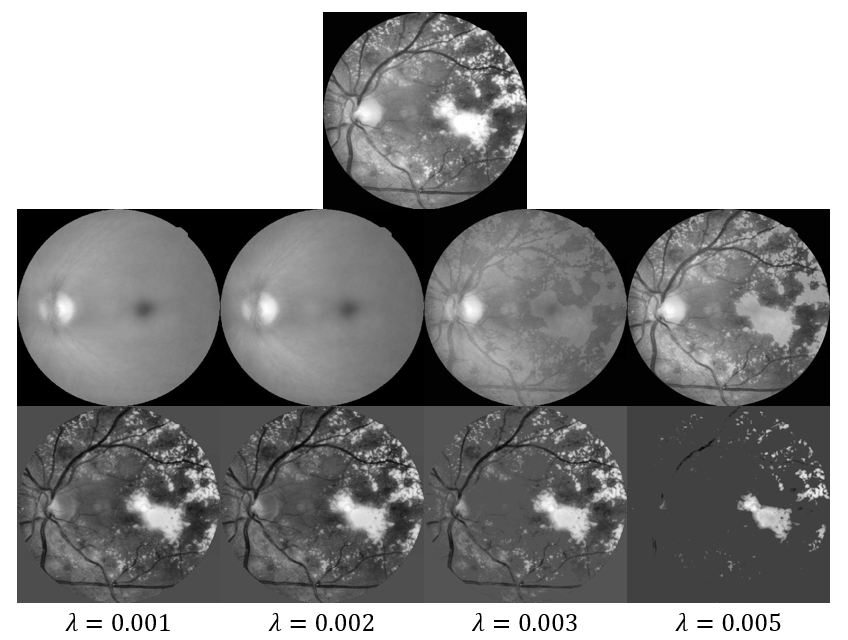 λ = 0.001 λ = 0.002 λ = 0.003 λ = 0.005